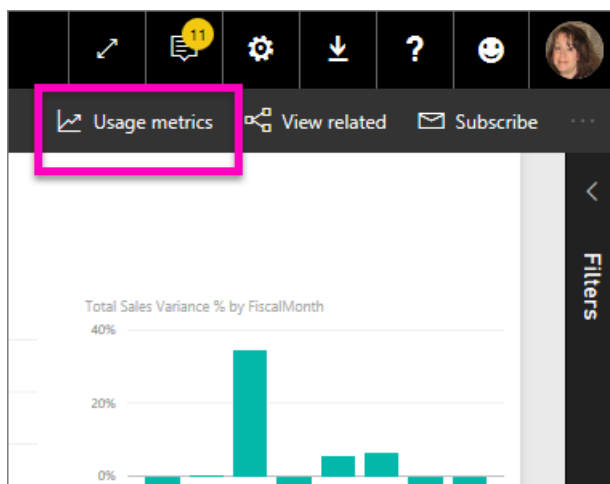 11
?
Usage metrics
View related
Subscribe
...
Filters
Total Sales Variance % by FiscalMonth
40%
20%
0%